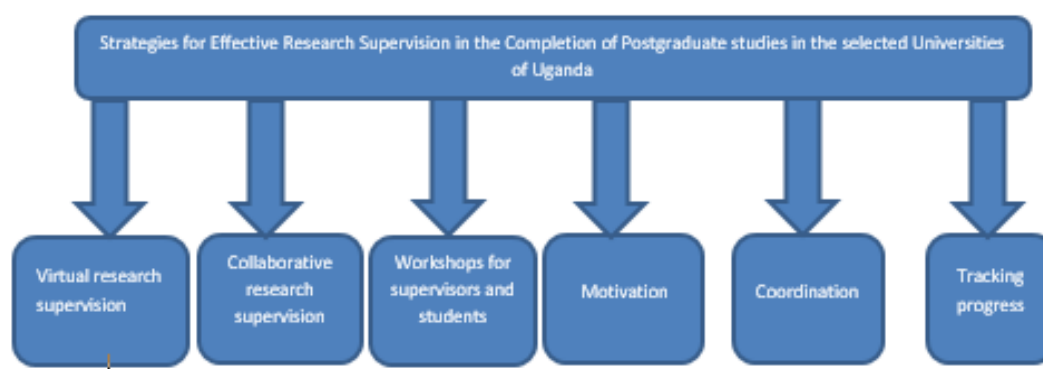 Strategies for Effective Research Supervision in the Completion of Postgraduate studies in the selected Universities
of Uganda
Virtual research
supervision
Collaborative
research
supervision
Workshops for
supervisors and
students
Motivation
Coordination
Tracking
progress